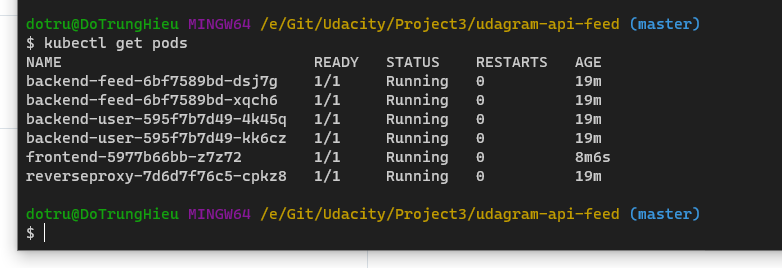 dotru@DoTrungHieu MINGW64 /e/Git/Udacity/Project3/udagram-api-feed (master)
$ kubectl get pods
NAME                            READY   STATUS    RESTARTS   AGE
backend-feed-6bf7589bd-dsj7g    1/1     Running   0          19m
backend-feed-6bf7589bd-xqch6    1/1     Running   0          19m
backend-user-595f7b7d49-4k45q   1/1     Running   0          19m
backend-user-595f7b7d49-kk6cz   1/1     Running   0          19m
frontend-5977b66bb-z7z72        1/1     Running   0          8m6s
reverseproxy-7d6d7f76c5-cpkz8   1/1     Running   0          19m
dotru@DoTrungHieu MINGW64 /e/Git/Udacity/Project3/udagram-api-feed (master)
$